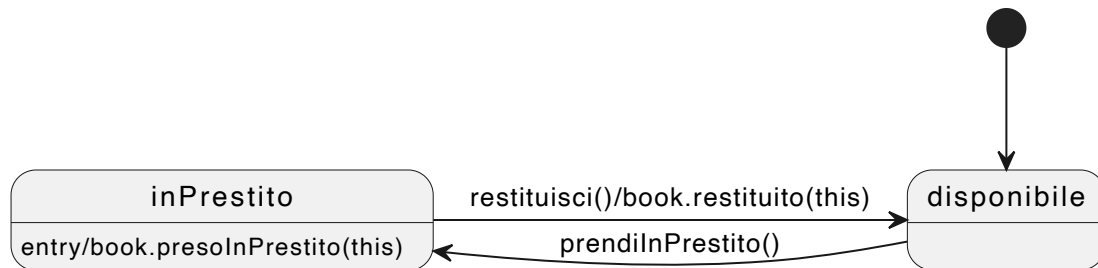 inPrestito
entry/book.presoInPrestito(this)
restituisci()/book.restituito(this)
prendiInPrestito()
disponibile